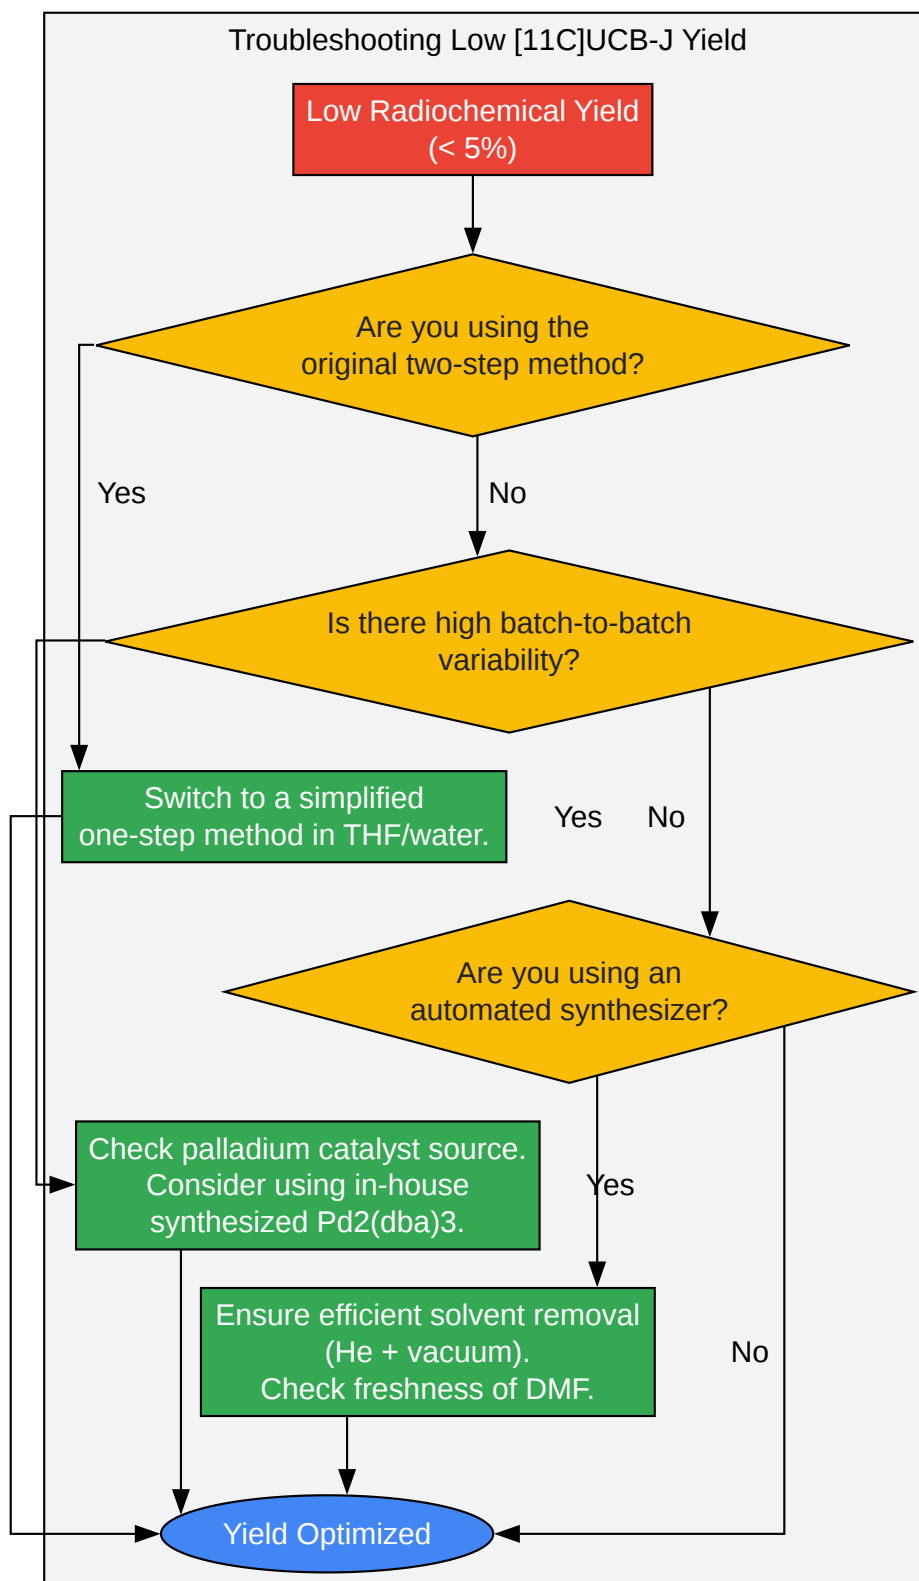 Troubleshooting Low [11C]UCB-J Yield
Low Radiochemical Yield
(< 5%)
Are you using the
original two-step method?
Yes
No
Is there high batch-to-batch
variability?
Switch to a simplified
one-step method in THF/water.
Yes
No
Are you using an
automated synthesizer?
Check palladium catalyst source.
Consider using in-house
synthesized Pd2(dba)3.
Yes
Ensure efficient solvent removal
(He + vacuum).
Check freshness of DMF.
No
Yield Optimized